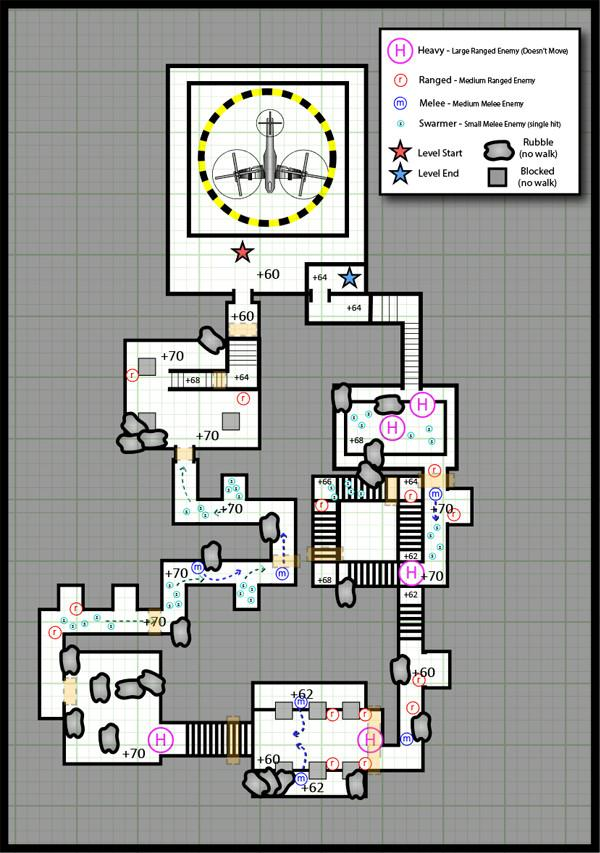 H Heavy - Large Ranged Enemy (Doesn't Move)
r Ranged - Medium Ranged Enemy
m Melee - Medium Melee Enemy
Swarmer - Small Melee Enemy (single hit)
Level Start
Rubble
(no walk)
Level End
Blocked
(no walk)
+60
+64
+64
+60
+70
r
+68
+64
r
+70
H
H
+68
r
+66
+64
r
r
m
+70
r
+70
+62
m
+70
m
+68
H
+70
+62
r
+70
r
+60
r
+62
m
r
r
r
H
+70
H
m
+60
r
r
m
+62